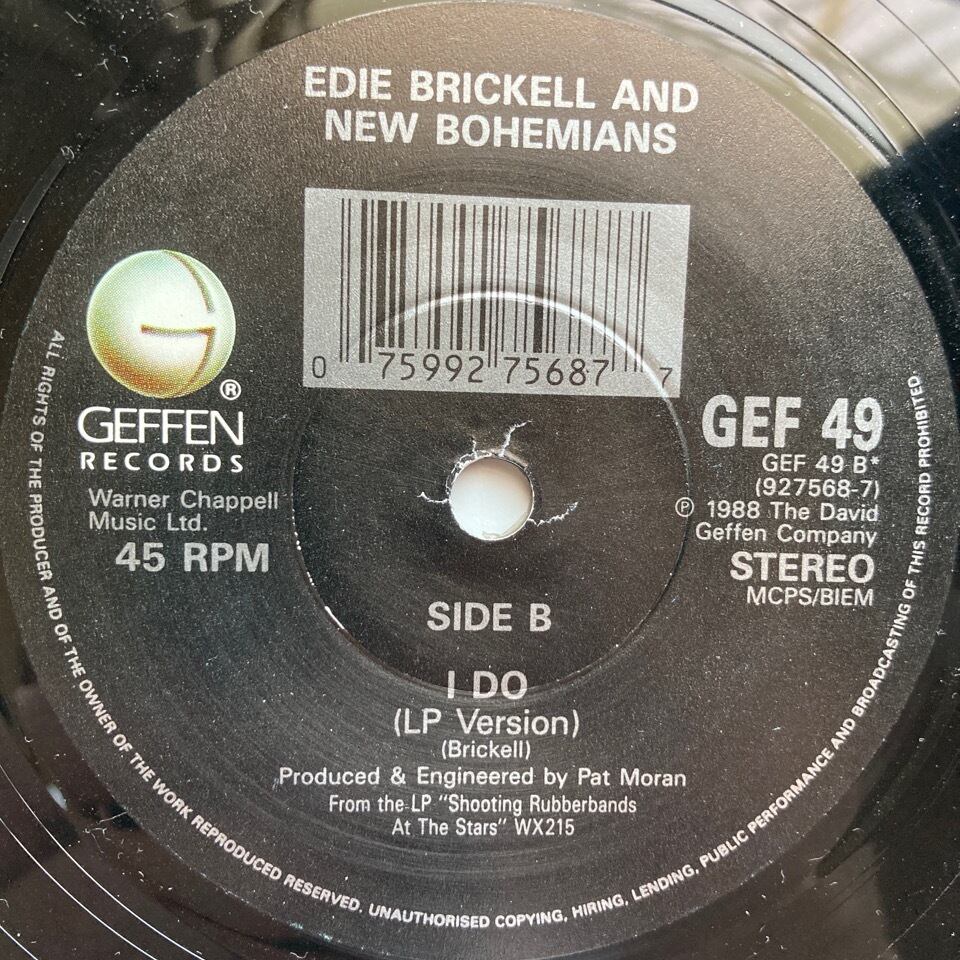 EDIE BRICKELL AND
NEW BOHEMIANS
0 75992 75687 7
®
GEFFEN
RECORDS
Warner Chappell
Music Ltd.
45 RPM
GEF 49
GEF 49 B*
(927568-7)
℗ 1988 The David
Geffen Company
STEREO
MCPS/BIEM
SIDE B
I DO
(LP Version)
(Brickell)
Produced & Engineered by Pat Moran
From the LP "Shooting Rubberbands
At The Stars" WX215
ALL RIGHTS OF THE PRODUCER AND OF THE OWNER OF THE WORK REPRODUCED RESERVED. UNAUTHORISED COPYING, HIRING, LENDING, PUBLIC PERFORMANCE AND BROADCASTING OF THIS RECORD PROHIBITED